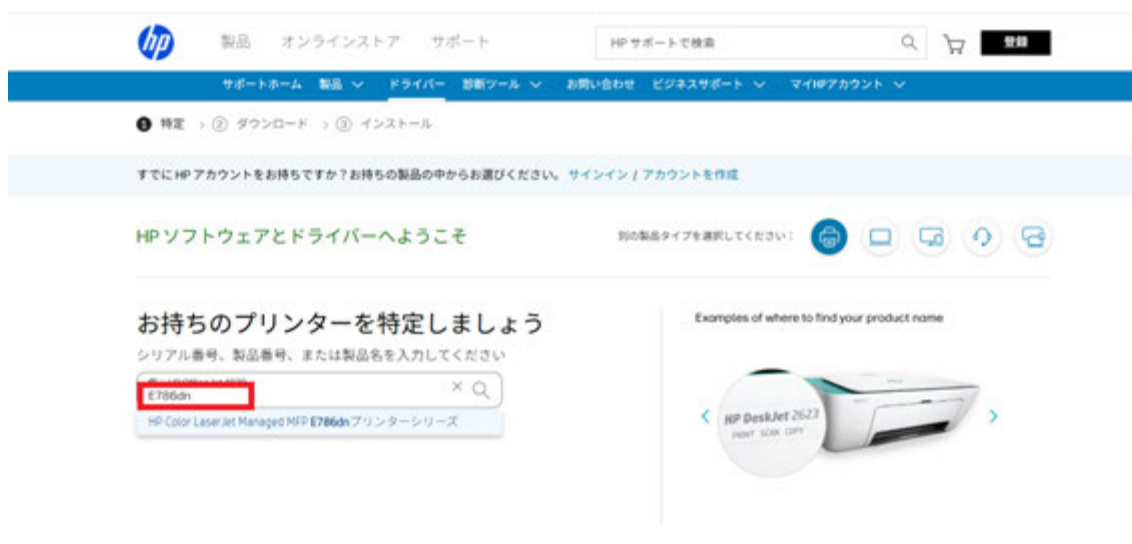 hp
製品 オンラインストア サポート
HP サポートで検索
登録
サポートホーム 製品 ドライバー 診断ツール お問い合わせ ビジネスサポート マイHPアカウント
1 特定 > 2 ダウンロード > 3 インストール
すでに HP アカウントをお持ちですか？お持ちの製品の中からお選びください。 サインイン / アカウントを作成
HP ソフトウェアとドライバーへようこそ
別の製品タイプを選択してください：
お持ちのプリンターを特定しましょう
シリアル番号、製品番号、または製品名を入力してください
E786dn
HP Color LaserJet Managed MFP E786dnプリンターシリーズ
Examples of where to find your product name
HP DeskJet 2623
PRINT SCAN COPY